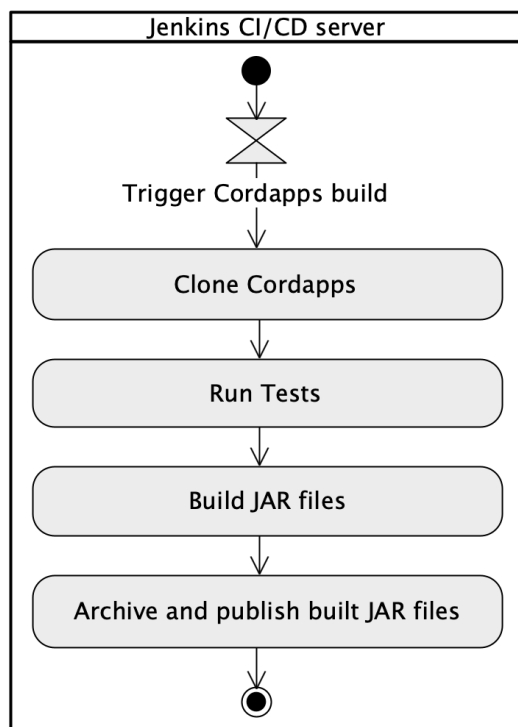 Jenkins CI/CD server
Trigger Cordapps build
Clone Cordapps
Run Tests
Build JAR files
Archive and publish built JAR files